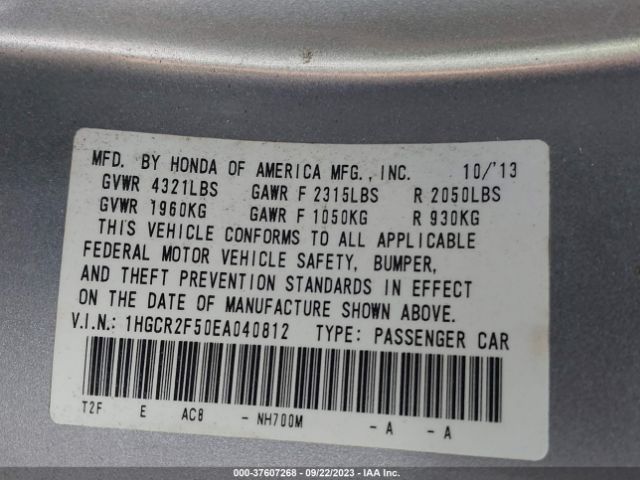 MFD. BY HONDA OF AMERICA MFG., INC. 10/'13
GVWR 4321LBS GAWR F 2315LBS R 2050LBS
GVWR 1960KG GAWR F 1050KG R 930KG
THIS VEHICLE CONFORMS TO ALL APPLICABLE
FEDERAL MOTOR VEHICLE SAFETY, BUMPER,
AND THEFT PREVENTION STANDARDS IN EFFECT
ON THE DATE OF MANUFACTURE SHOWN ABOVE.
V.I.N.: 1HGCR2F50EA040812 TYPE: PASSENGER CAR
T2F E AC8 - NH700M - A - A
000-37607268 - 09/22/2023 - IAA Inc.